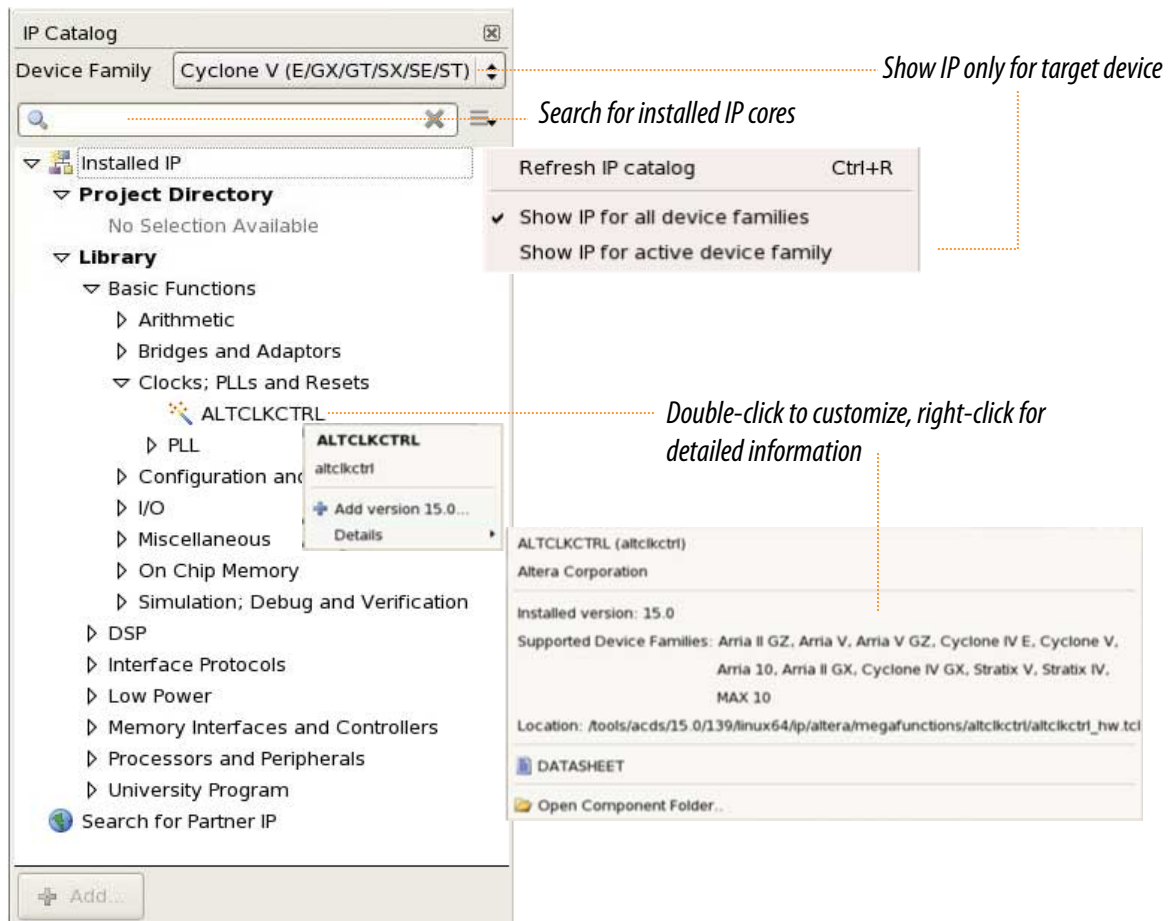 IP Catalog
Device Family Cyclone V (E/GX/GT/SX/SE/ST)
Show IP only for target device
Search for installed IP cores
Installed IP
Project Directory
No Selection Available
Library
Basic Functions
Arithmetic
Bridges and Adaptors
Clocks; PLLs and Resets
ALTCLKCTRL
PLL
Configuration and
I/O
Miscellaneous
On Chip Memory
Simulation; Debug and Verification
DSP
Interface Protocols
Low Power
Memory Interfaces and Controllers
Processors and Peripherals
University Program
Search for Partner IP
Add...
Refresh IP catalog Ctrl+R
Show IP for all device families
Show IP for active device family
Double-click to customize, right-click for
detailed information
ALTCLKCTRL
altclkctrl
Add version 15.0...
Details
ALTCLKCTRL (altclkctrl)
Altera Corporation
Installed version: 15.0
Supported Device Families: Arria II GZ, Arria V, Arria V GZ, Cyclone IV E, Cyclone V,
Arria 10, Arria II GX, Cyclone IV GX, Stratix V, Stratix IV,
MAX 10
Location: /tools/acds/15.0/139/linux64/ip/altera/megafunctions/altclkctrl/altclkctrl_hw.tcl
DATASHEET
Open Component Folder..